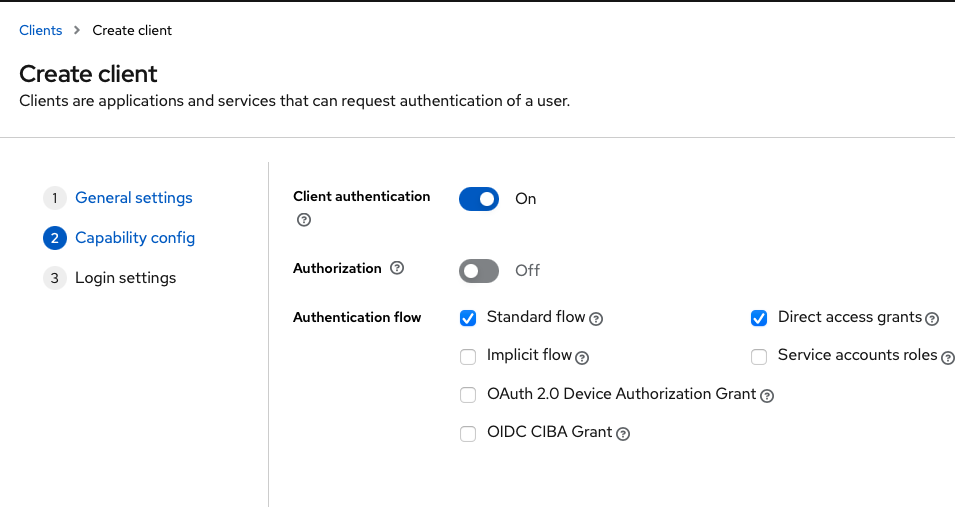 Clients > Create client
Create client
Clients are applications and services that can request authentication of a user.
1 General settings
2 Capability config
3 Login settings
Client authentication ? On
Authorization ? Off
Authentication flow
Standard flow ? Direct access grants ?
Implicit flow ? Service accounts roles ?
OAuth 2.0 Device Authorization Grant ?
OIDC CIBA Grant ?